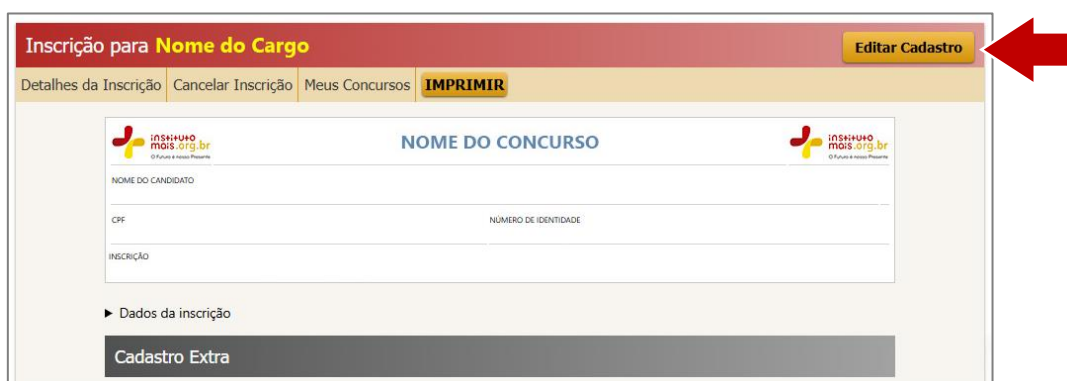 Inscrição para Nome do Cargo
Editar Cadastro
Detalhes da Inscrição Cancelar Inscrição Meus Concursos IMPRIMIR
instituto
mais.org.br
O Futuro é nosso Presente
NOME DO CONCURSO
instituto
mais.org.br
O Futuro é nosso Presente
NOME DO CANDIDATO
CPF
NÚMERO DE IDENTIDADE
INSCRIÇÃO
► Dados da inscrição
Cadastro Extra